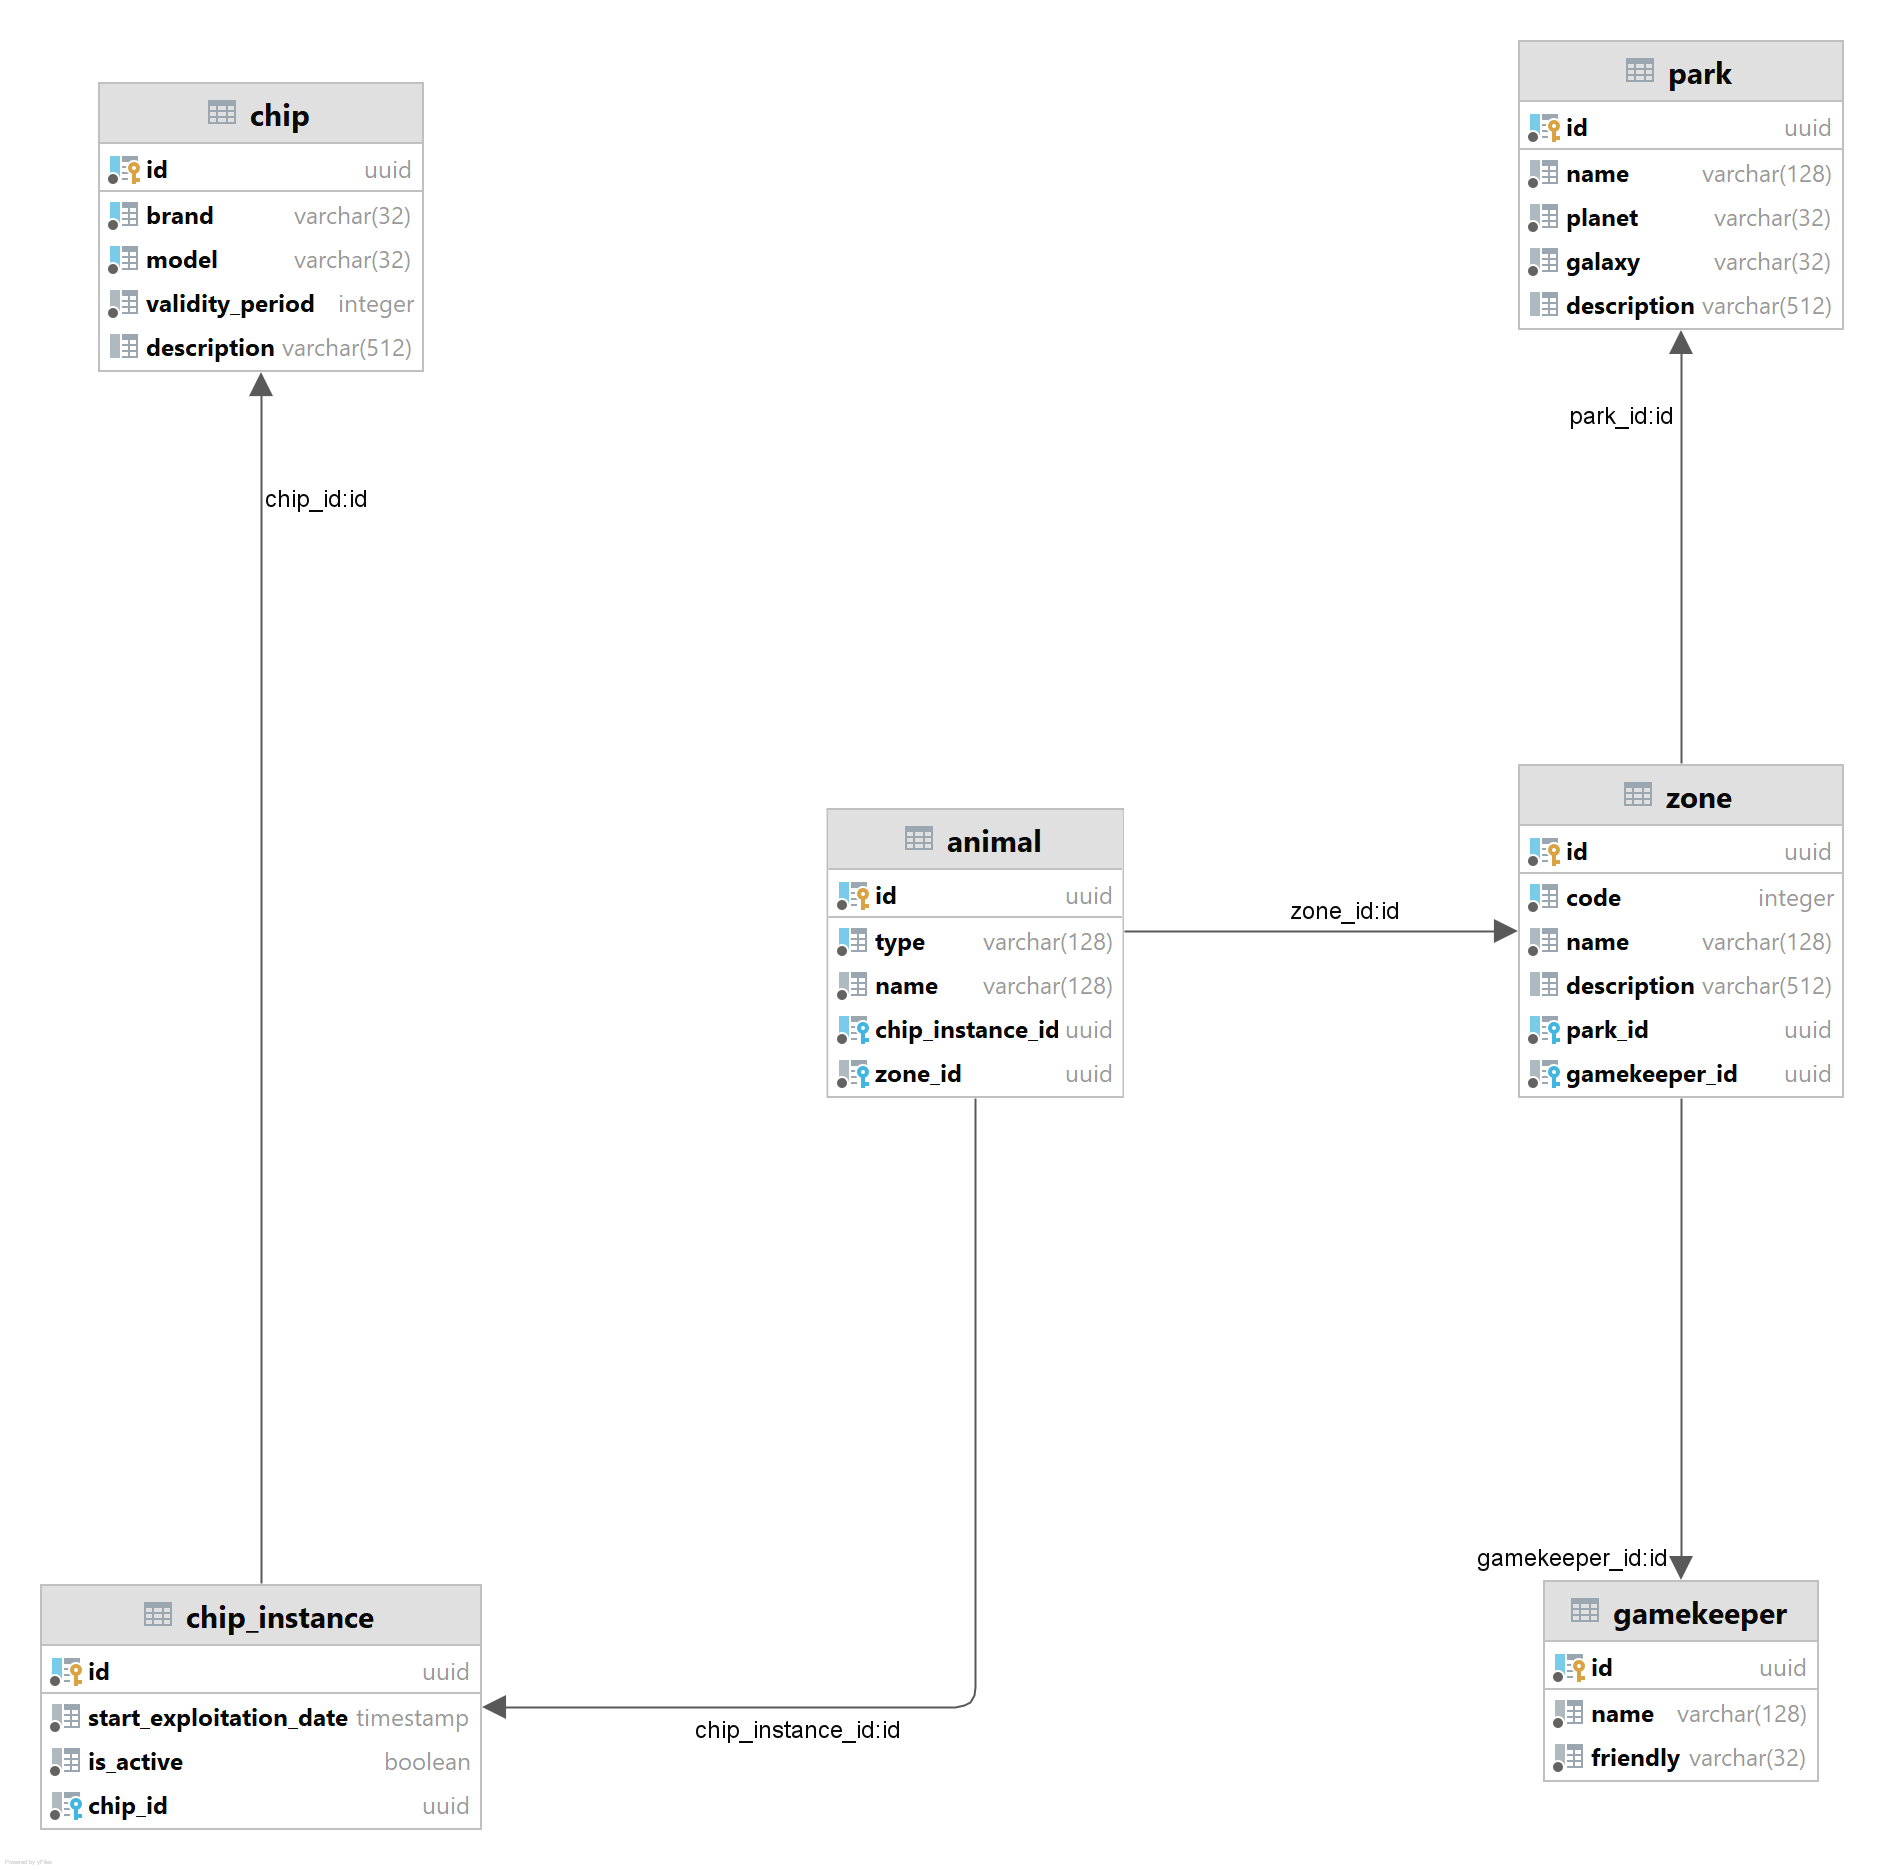 chip
id uuid
brand varchar(32)
model varchar(32)
validity_period integer
description varchar(512)
park
id uuid
name varchar(128)
planet varchar(32)
galaxy varchar(32)
description varchar(512)
chip_id:id
park_id:id
animal
id uuid
type varchar(128)
name varchar(128)
chip_instance_id uuid
zone_id uuid
zone_id:id
zone
id uuid
code integer
name varchar(128)
description varchar(512)
park_id uuid
gamekeeper_id uuid
chip_instance
id uuid
start_exploitation_date timestamp
is_active boolean
chip_id uuid
chip_instance_id:id
gamekeeper_id:id
gamekeeper
id uuid
name varchar(128)
friendly varchar(32)
Powered by yFiles